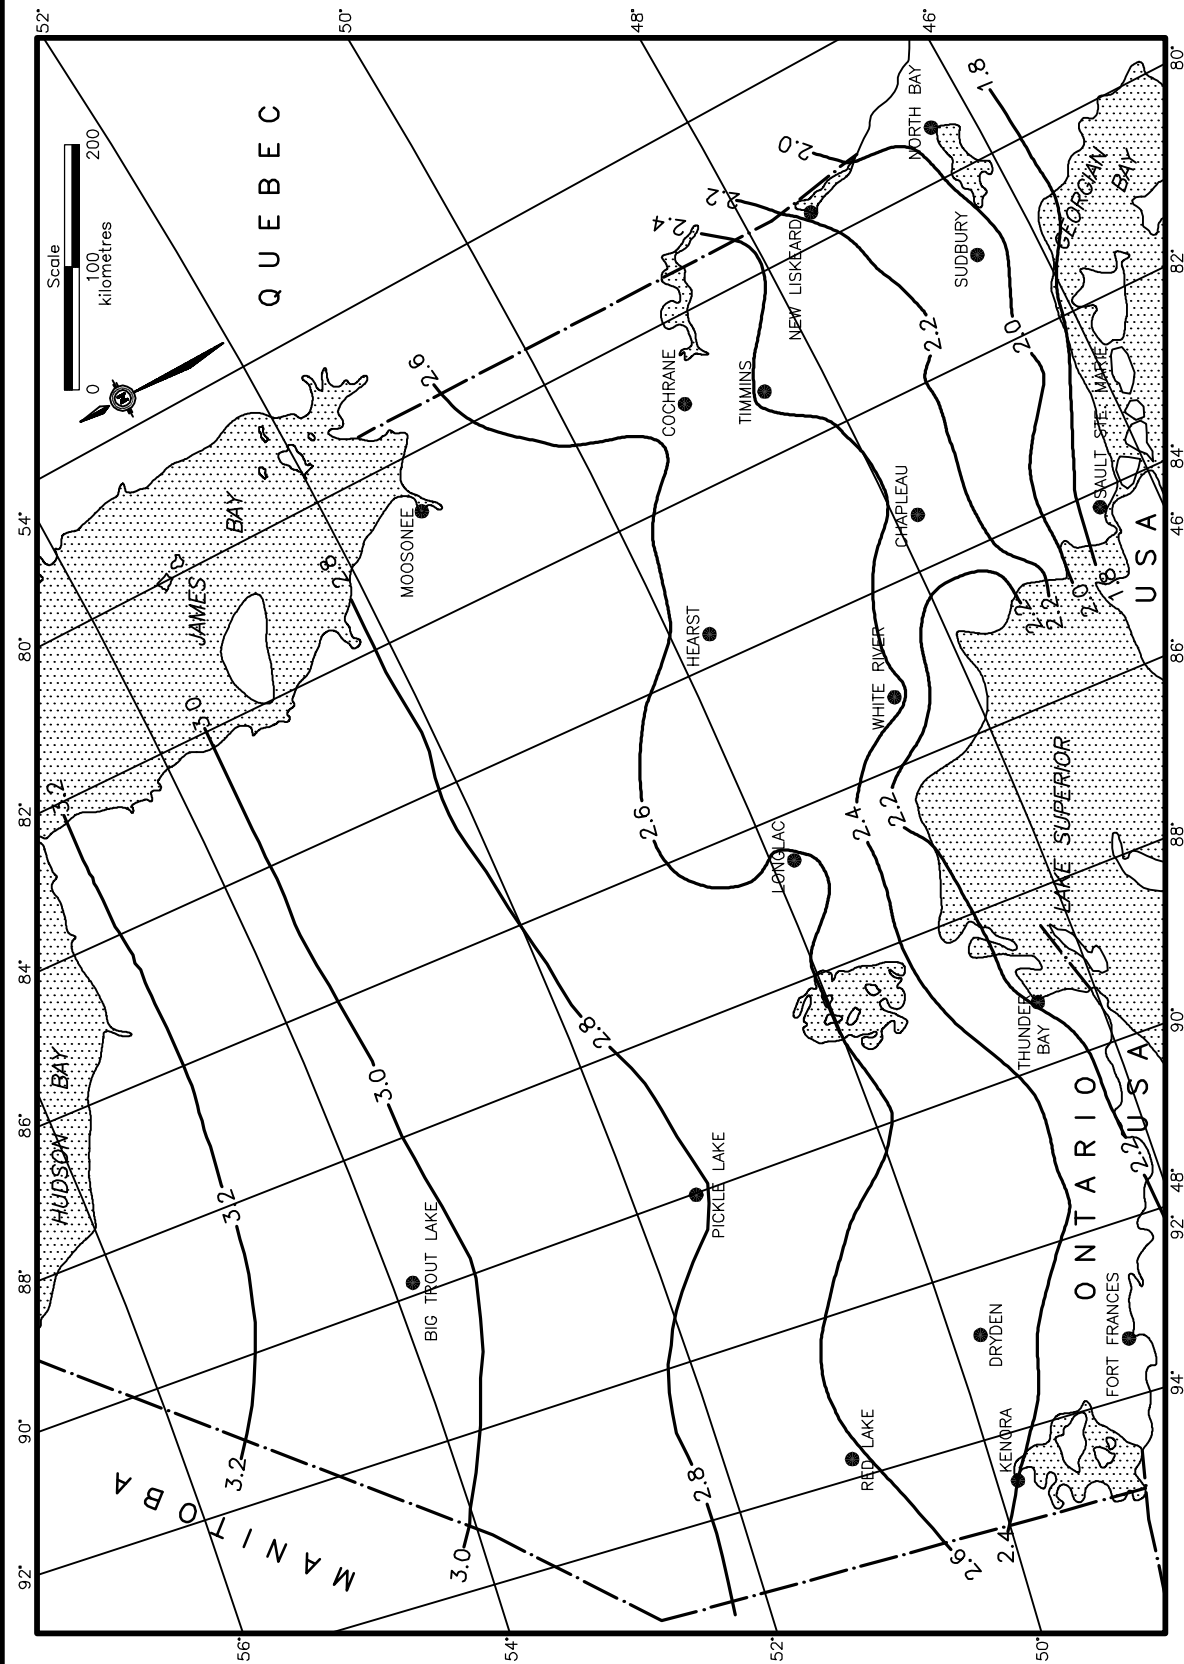 52°
50°
48°
46°
Scale
0 100 200
kilometres
N
QUEBEC
1.8
80°
NORTH BAY
2.0
2.2
2.4
GEORGIAN
BAY
NEW LISKEARD
SUDBURY
82°
2.6
COCHRANE
TIMMINS
2.2
2.0
SAULT STE. MARIE
84°
54°
JAMES
BAY
MOOSONEE
CHAPLEAU
46°
2.8
2.2
2.2
2.0
1.8
USA
80°
HEARST
WHITE RIVER
86°
3.0
3.2
82°
2.6
2.4
2.2
LONGLAC
LAKE SUPERIOR
88°
84°
HUDSON BAY
2.8
THUNDER
BAY
90°
3.0
USA
86°
3.2
PICKLE LAKE
2.2
48°
92°
88°
BIG TROUT LAKE
ONTARIO
DRYDEN
FORT FRANCES
94°
90°
RED LAKE
KENORA
3.2
2.8
MANITOBA
92°
3.0
2.6
2.4
56°
54°
52°
50°